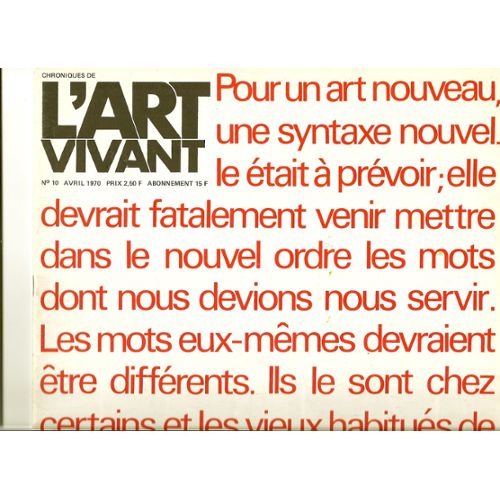 CHRONIQUES DE
L'ART
VIVANT
Nº 10 AVRIL 1970 PRIX 2,50 F ABONNEMENT 15 F
Pour un art nouveau,
une syntaxe nouvel-
le était à prévoir; elle
devrait fatalement venir mettre
dans le nouvel ordre les mots
dont nous devions nous servir.
Les mots eux-mêmes devraient
être différents. Ils le sont chez
certains et les vieux habitués de